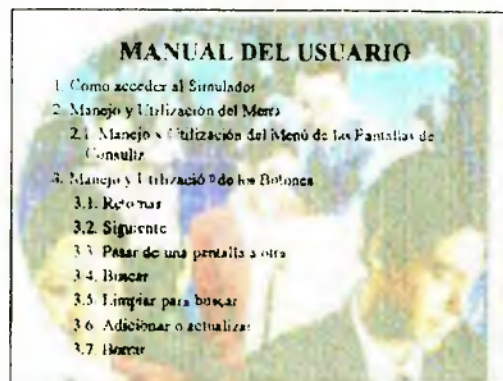 MANUAL DEL USUARIO
1. Como acceder al Simulador
2. Manejo y Utilización del Menú
2.1. Manejo y Utilización del Menú de las Pantallas de
Consulta
3. Manejo y Utilización de los Botones
3.1. Retornar
3.2. Siguiente
3.3. Pasar de una pantalla a otra
3.4. Buscar
3.5. Limpiar para buscar
3.6. Adicionar o actualizar
3.7. Borrar